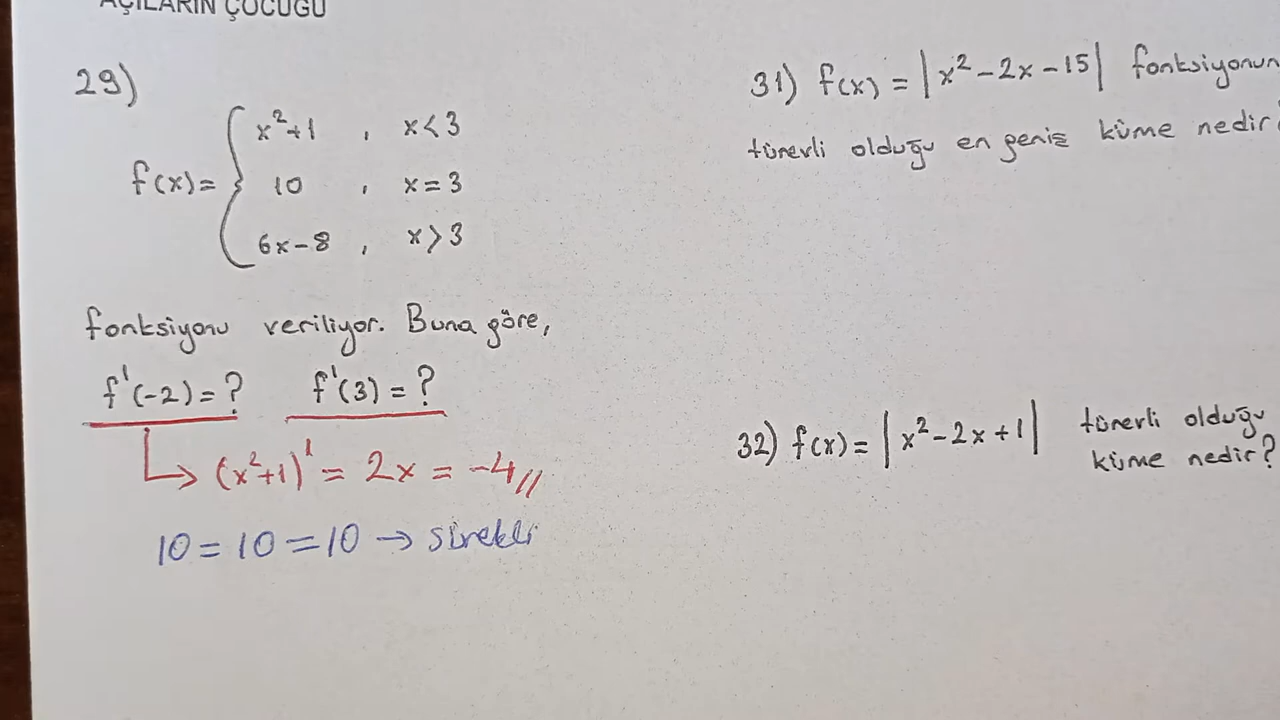 AÇILARIN ÇOCUĞU
29)
x²+1 , x<3
f(x)= { 10 , x=3
6x-8 , x>3
fonksiyonu veriliyor. Buna göre,
f'(-2)=? f'(3)=?
(x²+1)' = 2x = -4//
10=10=10 → sürekli
31) f(x) = |x²-2x-15| fonksiyonun
türevli olduğu en geniş küme nedir?
32) f(x)= |x²-2x+1| türevli olduğu
küme nedir?